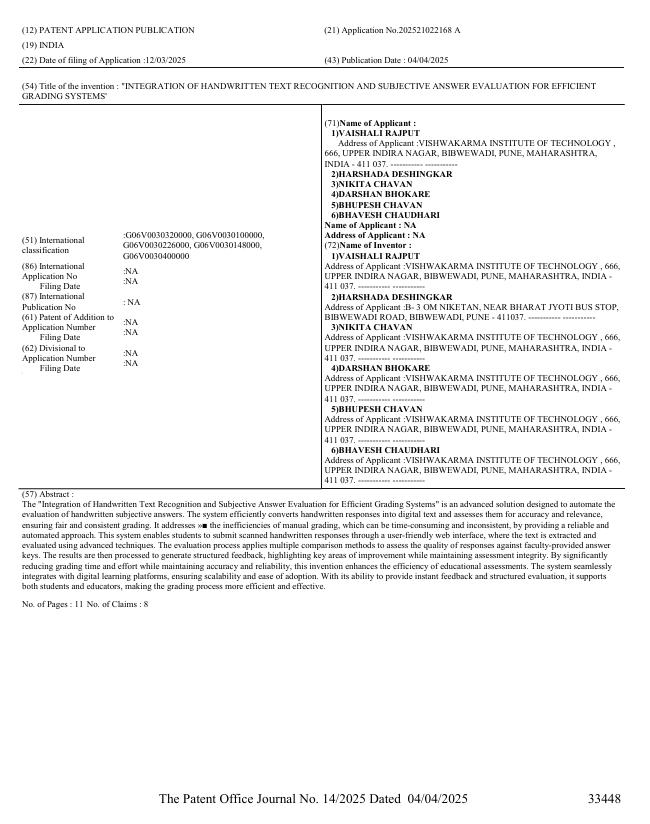 (12) PATENT APPLICATION PUBLICATION
(21) Application No.202521022168 A
(19) INDIA
(22) Date of filing of Application :12/03/2025
(43) Publication Date : 04/04/2025
(54) Title of the invention : "INTEGRATION OF HANDWRITTEN TEXT RECOGNITION AND SUBJECTIVE ANSWER EVALUATION FOR EFFICIENT
GRADING SYSTEMS'
(51) International
classification
:G06V0030320000, G06V0030100000,
G06V0030226000, G06V0030148000,
G06V0030400000
(86) International
Application No
Filing Date
:NA
:NA
(87) International
Publication No
: NA
(61) Patent of Addition to
Application Number
Filing Date
:NA
:NA
(62) Divisional to
Application Number
Filing Date
:NA
:NA
(71)Name of Applicant :
1)VAISHALI RAJPUT
Address of Applicant :VISHWAKARMA INSTITUTE OF TECHNOLOGY ,
666, UPPER INDIRA NAGAR, BIBWEWADI, PUNE, MAHARASHTRA,
INDIA - 411 037. ----------- -----------
2)HARSHADA DESHINGKAR
3)NIKITA CHAVAN
4)DARSHAN BHOKARE
5)BHUPESH CHAVAN
6)BHAVESH CHAUDHARI
Name of Applicant : NA
Address of Applicant : NA
(72)Name of Inventor :
1)VAISHALI RAJPUT
Address of Applicant :VISHWAKARMA INSTITUTE OF TECHNOLOGY , 666,
UPPER INDIRA NAGAR, BIBWEWADI, PUNE, MAHARASHTRA, INDIA -
411 037. ----------- -----------
2)HARSHADA DESHINGKAR
Address of Applicant :B- 3 OM NIKETAN, NEAR BHARAT JYOTI BUS STOP,
BIBWEWADI ROAD, BIBWEWADI, PUNE - 411037. ----------- -----------
3)NIKITA CHAVAN
Address of Applicant :VISHWAKARMA INSTITUTE OF TECHNOLOGY , 666,
UPPER INDIRA NAGAR, BIBWEWADI, PUNE, MAHARASHTRA, INDIA -
411 037. ----------- -----------
4)DARSHAN BHOKARE
Address of Applicant :VISHWAKARMA INSTITUTE OF TECHNOLOGY , 666,
UPPER INDIRA NAGAR, BIBWEWADI, PUNE, MAHARASHTRA, INDIA -
411 037. ----------- -----------
5)BHUPESH CHAVAN
Address of Applicant :VISHWAKARMA INSTITUTE OF TECHNOLOGY , 666,
UPPER INDIRA NAGAR, BIBWEWADI, PUNE, MAHARASHTRA, INDIA -
411 037. ----------- -----------
6)BHAVESH CHAUDHARI
Address of Applicant :VISHWAKARMA INSTITUTE OF TECHNOLOGY , 666,
UPPER INDIRA NAGAR, BIBWEWADI, PUNE, MAHARASHTRA, INDIA -
411 037. ----------- -----------
(57) Abstract :
The "Integration of Handwritten Text Recognition and Subjective Answer Evaluation for Efficient Grading Systems" is an advanced solution designed to automate the
evaluation of handwritten subjective answers. The system efficiently converts handwritten responses into digital text and assesses them for accuracy and relevance,
ensuring fair and consistent grading. It addresses »■ the inefficiencies of manual grading, which can be time-consuming and inconsistent, by providing a reliable and
automated approach. This system enables students to submit scanned handwritten responses through a user-friendly web interface, where the text is extracted and
evaluated using advanced techniques. The evaluation process applies multiple comparison methods to assess the quality of responses against faculty-provided answer
keys. The results are then processed to generate structured feedback, highlighting key areas of improvement while maintaining assessment integrity. By significantly
reducing grading time and effort while maintaining accuracy and reliability, this invention enhances the efficiency of educational assessments. The system seamlessly
integrates with digital learning platforms, ensuring scalability and ease of adoption. With its ability to provide instant feedback and structured evaluation, it supports
both students and educators, making the grading process more efficient and effective.
No. of Pages : 11 No. of Claims : 8
The Patent Office Journal No. 14/2025 Dated 04/04/2025
33448